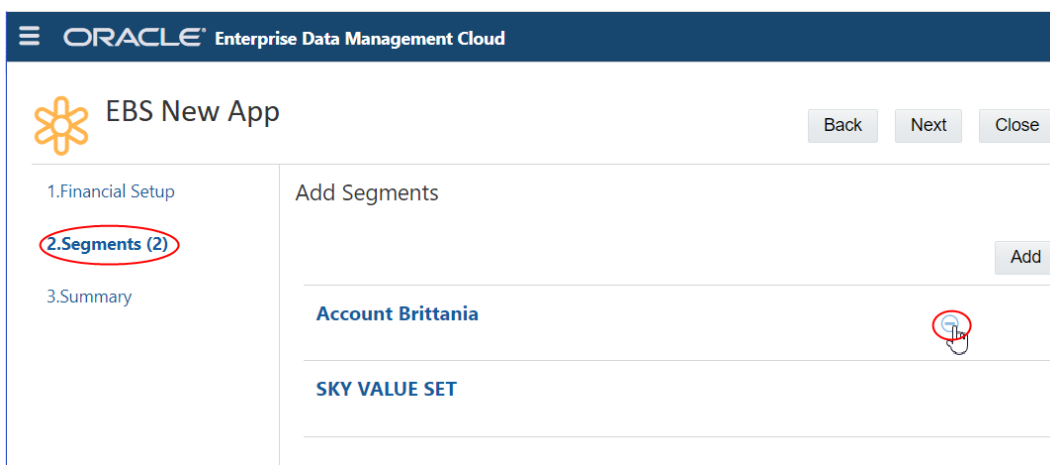 ORACLE® Enterprise Data Management Cloud
EBS New App
Back Next Close
1.Financial Setup
2.Segments (2)
3.Summary
Add Segments
Add
Account Brittania
SKY VALUE SET